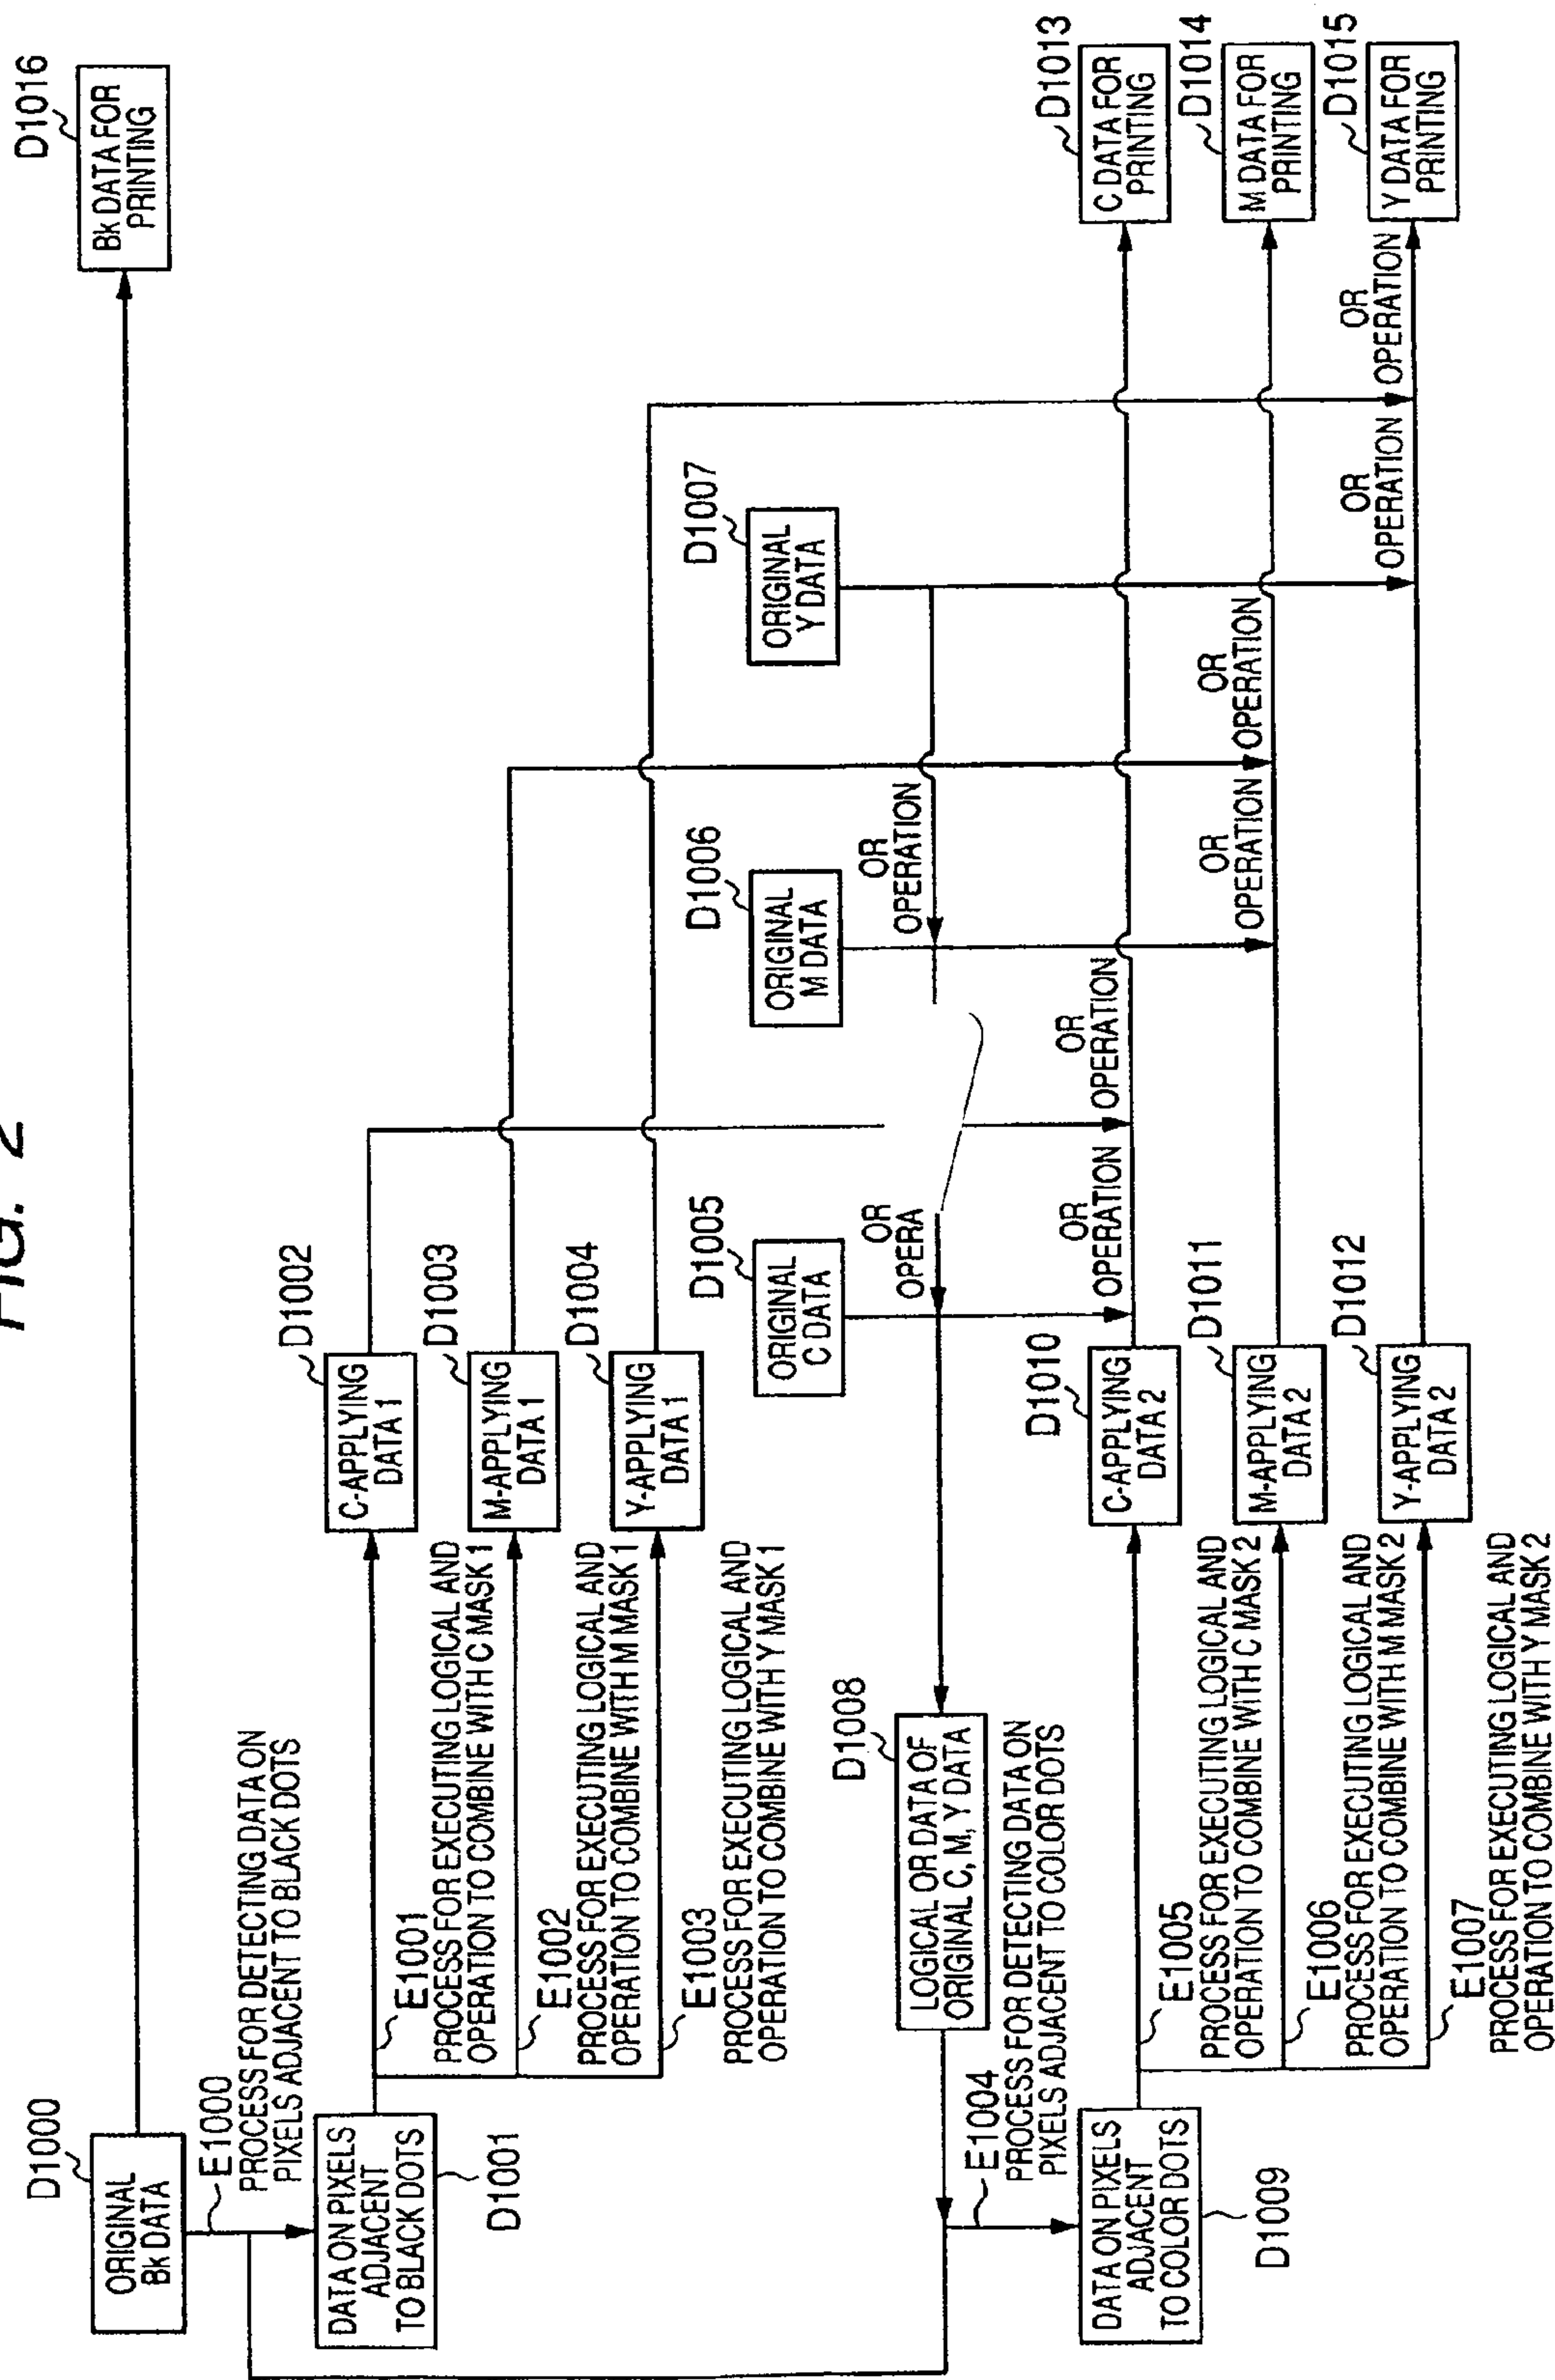 FIG. 2
D1000
ORIGINAL
Bk DATA
D1016
Bk DATA FOR
PRINTING
E1000
PROCESS FOR DETECTING DATA ON
PIXELS ADJACENT TO BLACK DOTS
DATA ON PIXELS
ADJACENT
TO BLACK DOTS
D1001
E1001
PROCESS FOR EXECUTING LOGICAL AND
OPERATION TO COMBINE WITH C MASK 1
E1002
PROCESS FOR EXECUTING LOGICAL AND
OPERATION TO COMBINE WITH M MASK 1
E1003
PROCESS FOR EXECUTING LOGICAL AND
OPERATION TO COMBINE WITH Y MASK 1
D1002
C-APPLYING
DATA 1
D1003
M-APPLYING
DATA 1
D1004
Y-APPLYING
DATA 1
D1005
ORIGINAL
C DATA
D1006
ORIGINAL
M DATA
D1007
ORIGINAL
Y DATA
OR
OPERA
OR
OPERATION
D1008
LOGICAL OR DATA OF
ORIGINAL C, M, Y DATA
E1004
PROCESS FOR DETECTING DATA ON
PIXELS ADJACENT TO COLOR DOTS
DATA ON PIXELS
ADJACENT
TO COLOR DOTS
D1009
E1005
PROCESS FOR EXECUTING LOGICAL AND
OPERATION TO COMBINE WITH C MASK 2
E1006
PROCESS FOR EXECUTING LOGICAL AND
OPERATION TO COMBINE WITH M MASK 2
E1007
PROCESS FOR EXECUTING LOGICAL AND
OPERATION TO COMBINE WITH Y MASK 2
D1010
C-APPLYING
DATA 2
D1011
M-APPLYING
DATA 2
D1012
Y-APPLYING
DATA 2
OR
OPERATION
OR
OPERATION
OR
OPERATION
OR
OPERATION
OR
OPERATION
OR
OPERATION
D1013
C DATA FOR
PRINTING
D1014
M DATA FOR
PRINTING
D1015
Y DATA FOR
PRINTING